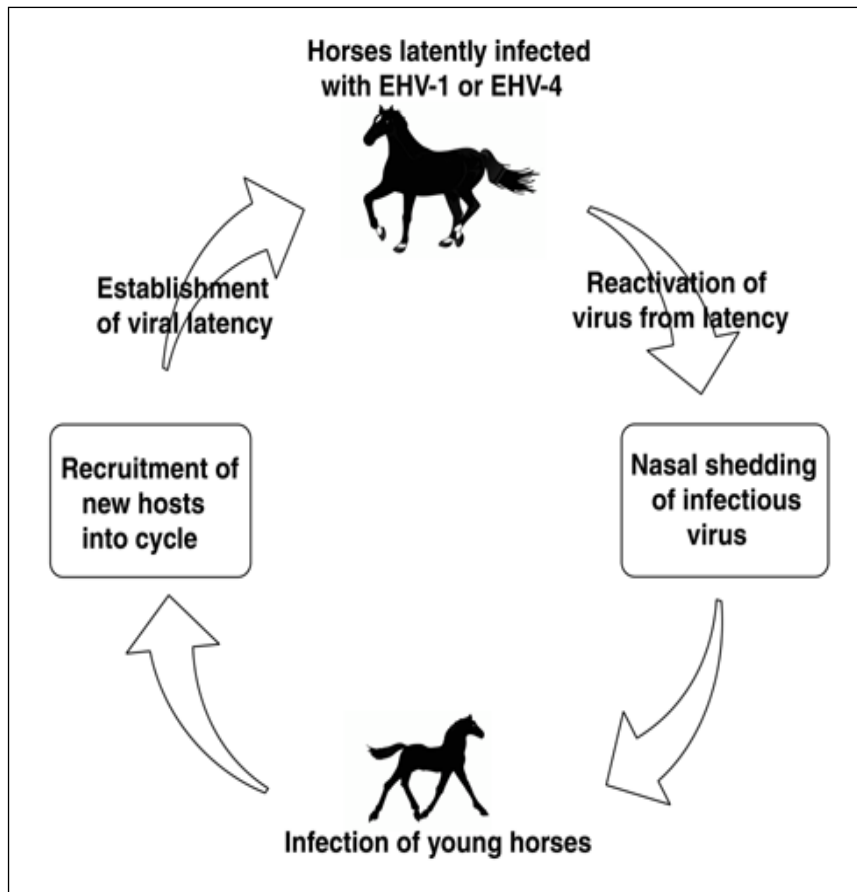 Horses latently infected
with EHV-1 or EHV-4
Reactivation of
virus from latency
Nasal shedding
of infectious
virus
Infection of young horses
Recruitment of
new hosts
into cycle
Establishment
of viral latency